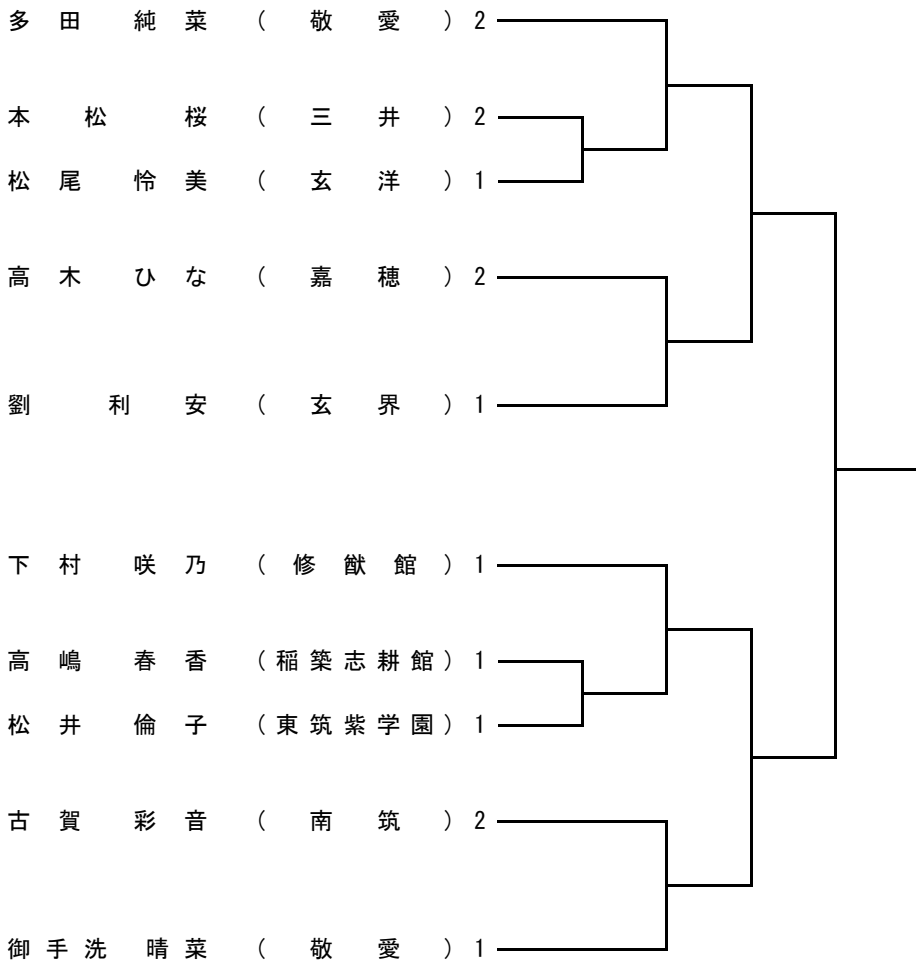 多田 純菜 (敬愛) 2
本松 桜 (三井) 2
松尾 怜美 (玄洋) 1
高木 ひな (嘉穂) 2
劉 利安 (玄界) 1
下村 咲乃 (修猷館) 1
高嶋 春香 (稲築志耕館) 1
松井 倫子 (東筑紫学園) 1
古賀 彩音 (南筑) 2
御手洗 晴菜 (敬愛) 1